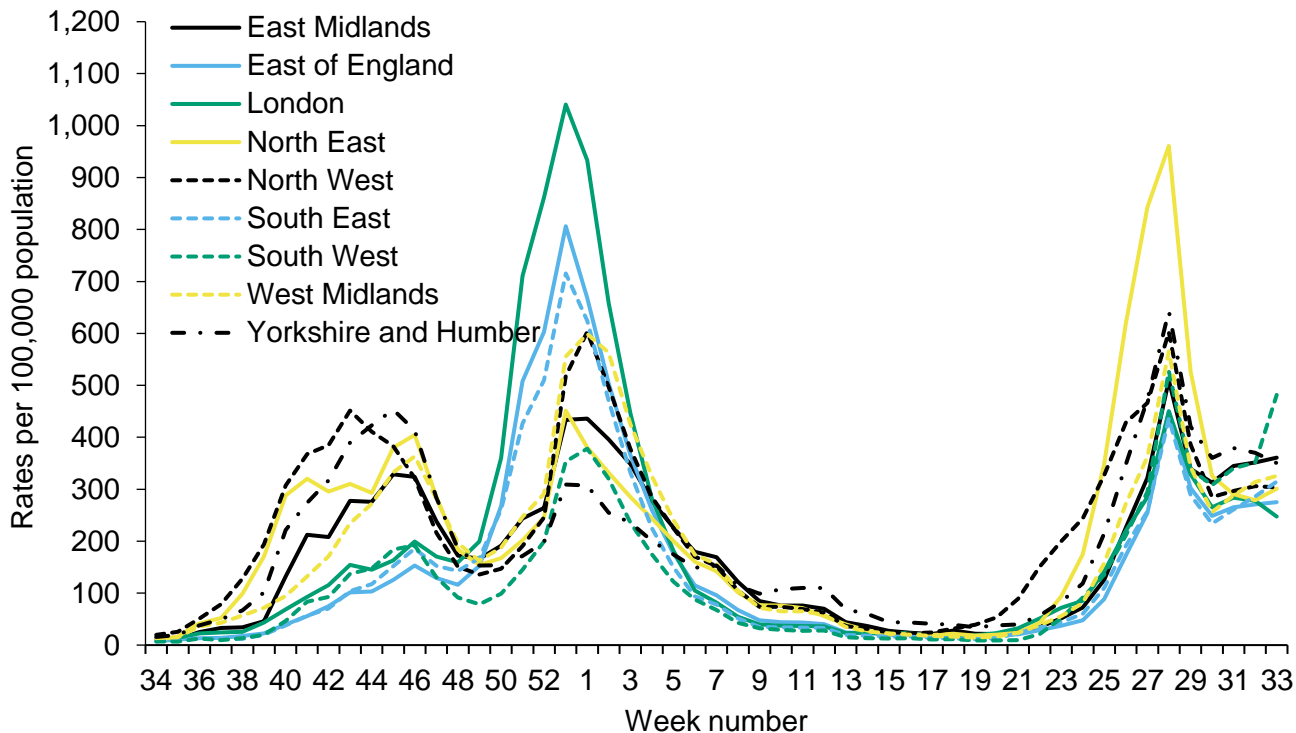 1,200
1,100
1,000
900
800
700
600
500
400
300
200
100
0
Rates per 100,000 population
East Midlands
East of England
London
North East
North West
South East
South West
West Midlands
Yorkshire and Humber
34 36 38 40 42 44 46 48 50 52 1 3 5 7 9 11 13 15 17 19 21 23 25 27 29 31 33
Week number